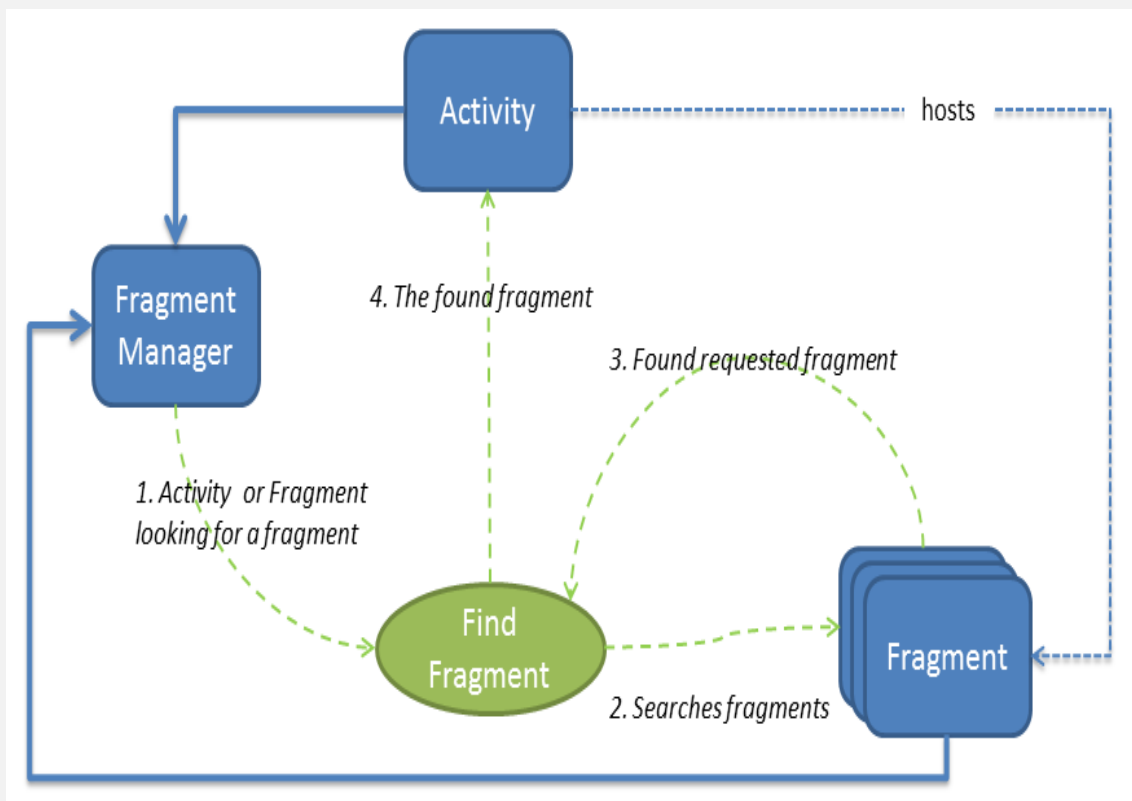 Activity
hosts
Fragment
Manager
4. The found fragment
3. Found requested fragment
1. Activity or Fragment
looking for a fragment
Find
Fragment
Fragment
2. Searches fragments